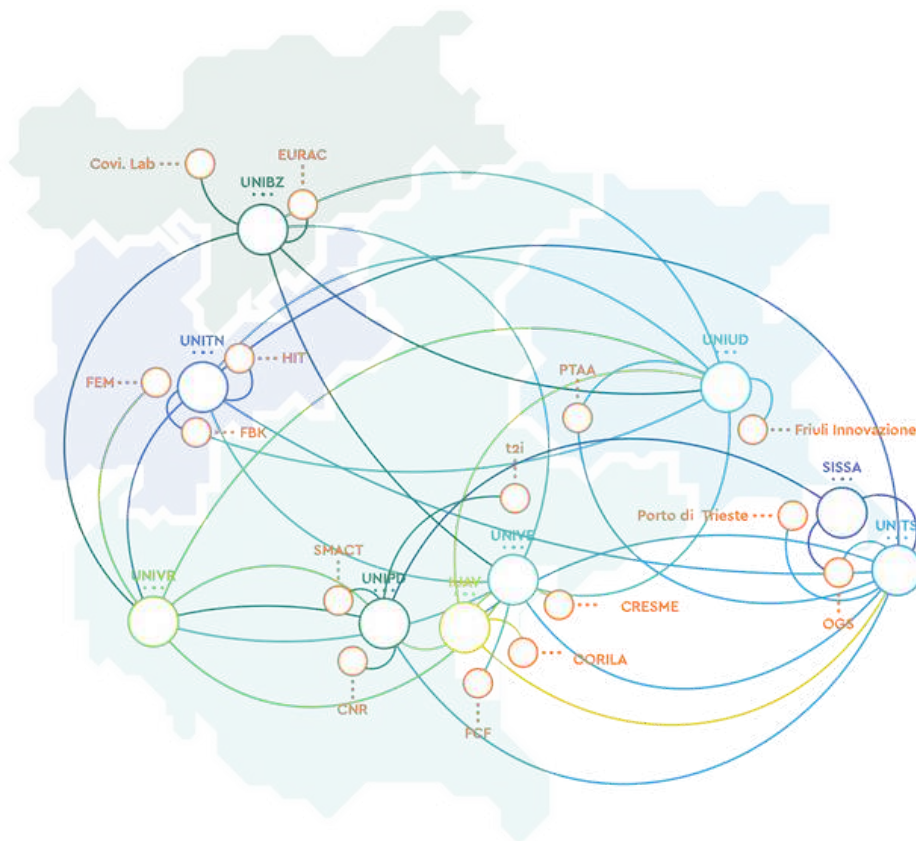 EURAC
Covi. Lab
UNIBZ
UNITN
HIT
UNIUD
PTAA
FEM
FBK
Friuli Innovazione
t2i
SISSA
Porto di Trieste
UNITS
UNIVE
SMACT
UNIPD
UNIVR
IUAV
CRESME
OGS
CORILA
CNR
FCF